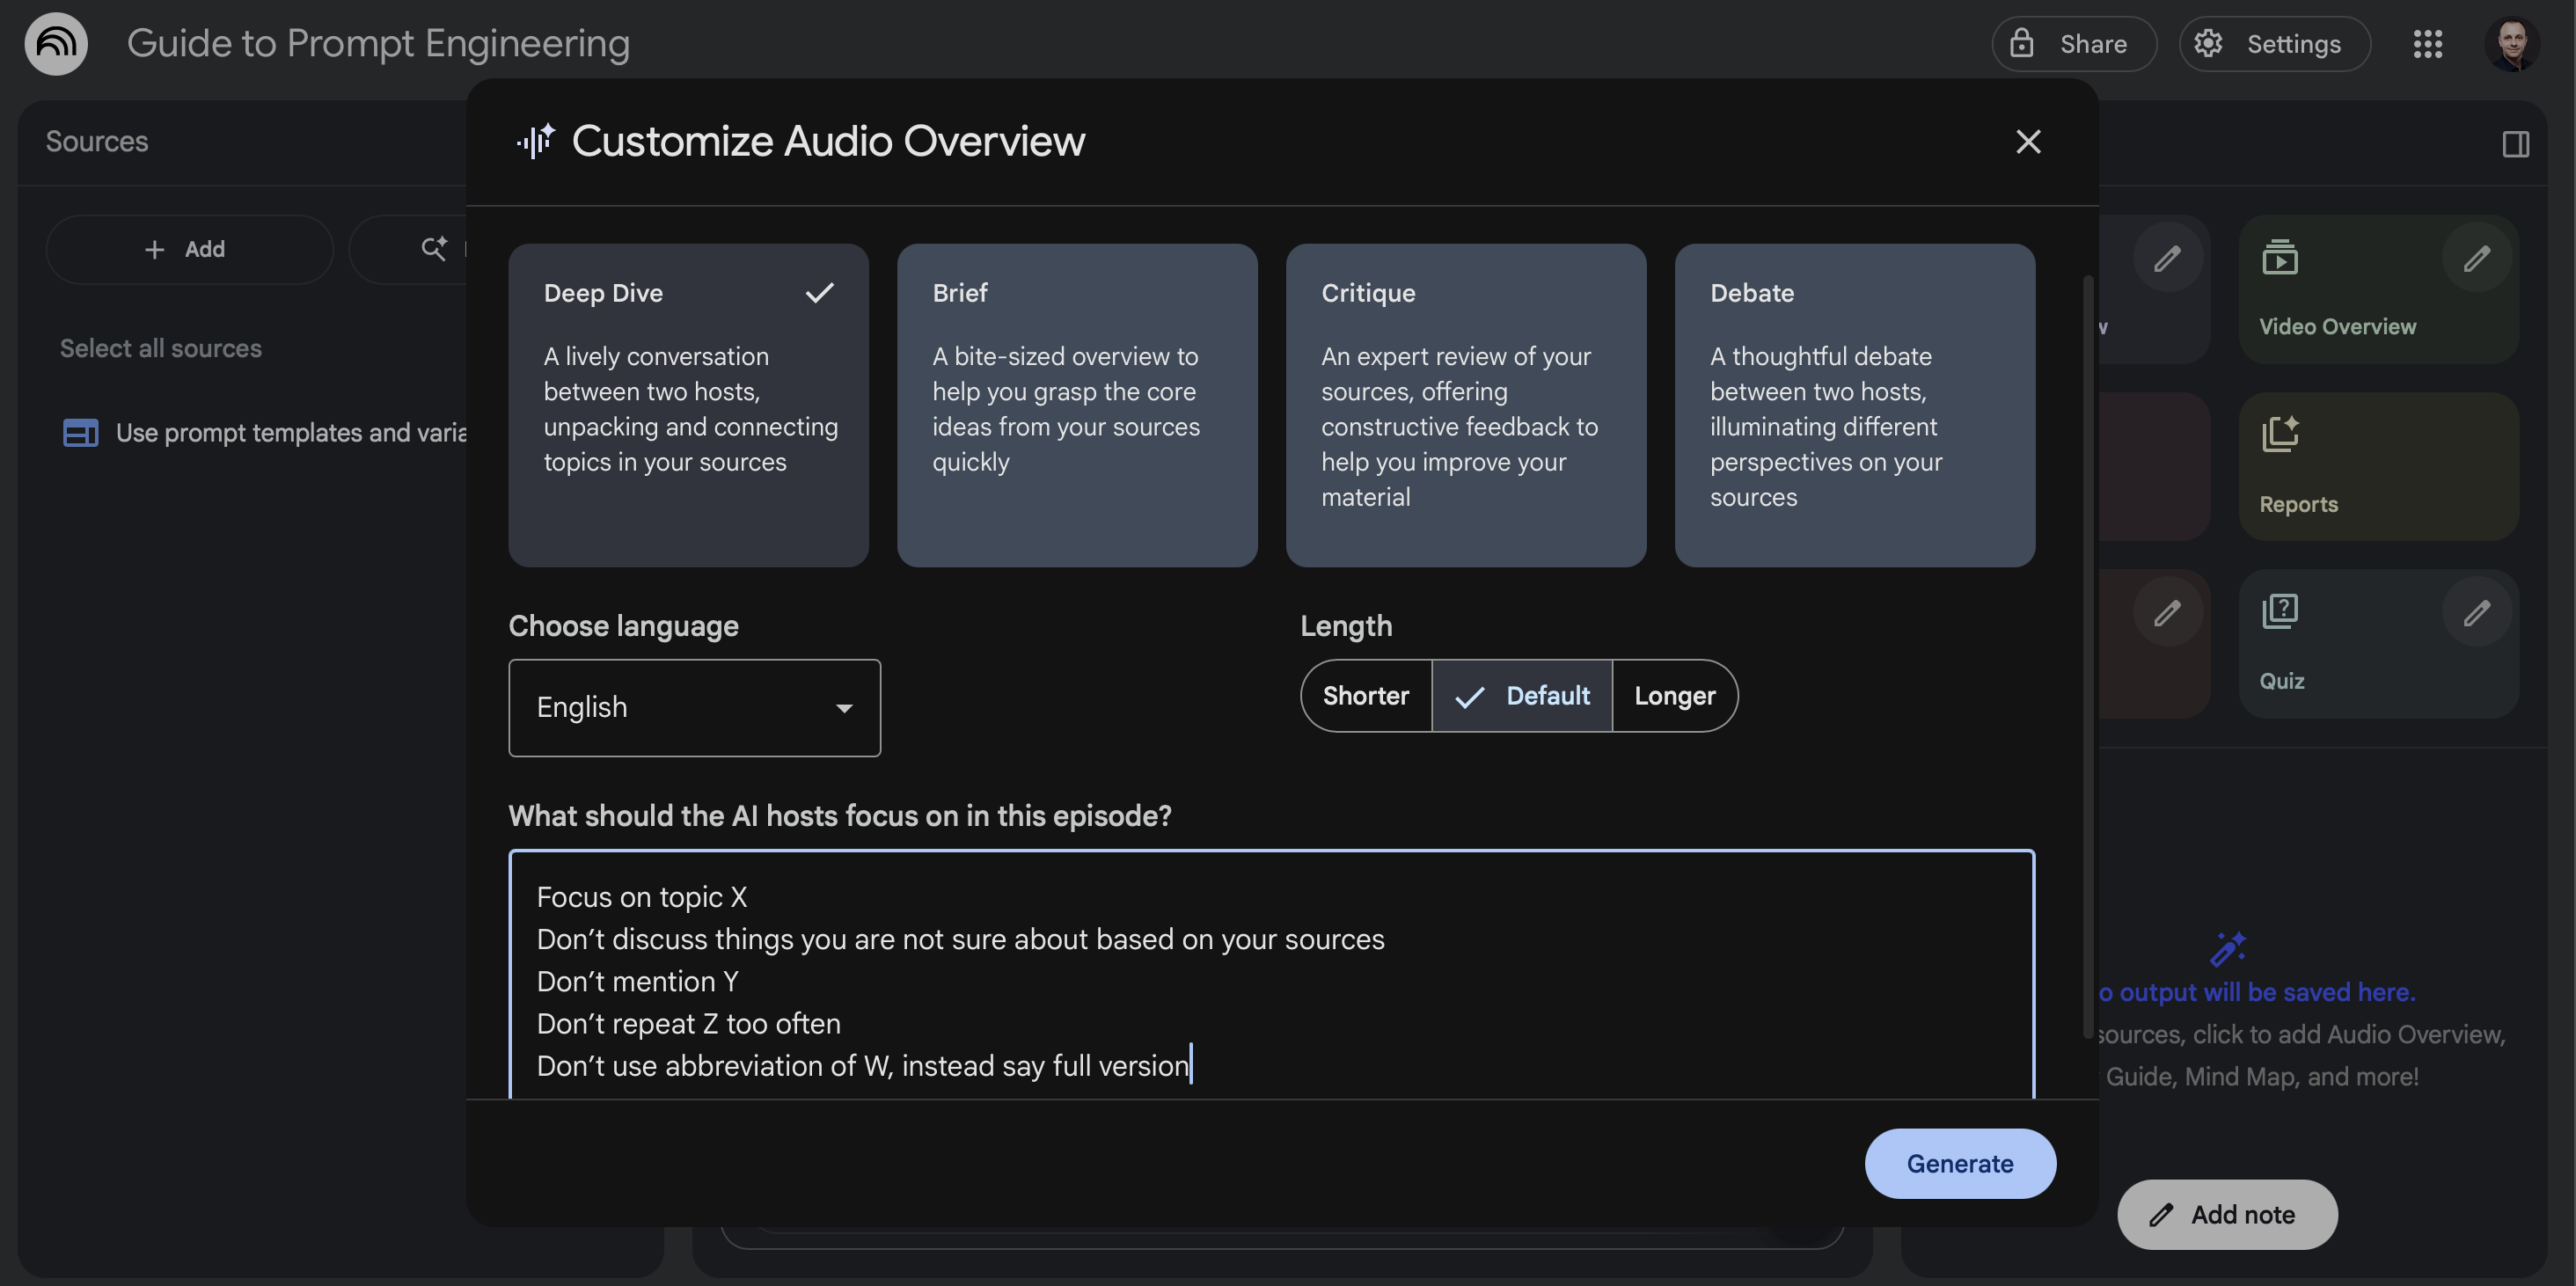 Guide to Prompt Engineering
Share
Settings
Sources
Add
Select all sources
Use prompt templates and
Customize Audio Overview
Deep Dive
A lively conversation
between two hosts,
unpacking and connecting
topics in your sources
Brief
A bite-sized overview to
help you grasp the core
ideas from your sources
quickly
Critique
An expert review of your
sources, offering
constructive feedback to
help you improve your
material
Debate
A thoughtful debate
between two hosts,
illuminating different
perspectives on your
sources
Choose language
English
Length
Shorter
Default
Longer
What should the AI hosts focus on in this episode?
Focus on topic X
Don’t discuss things you are not sure about based on your sources
Don’t mention Y
Don’t repeat Z too often
Don’t use abbreviation of W, instead say full version
Generate
Video Overview
Reports
Quiz
output will be saved here.
sources, click to add Audio Overview,
Guide, Mind Map, and more!
Add note